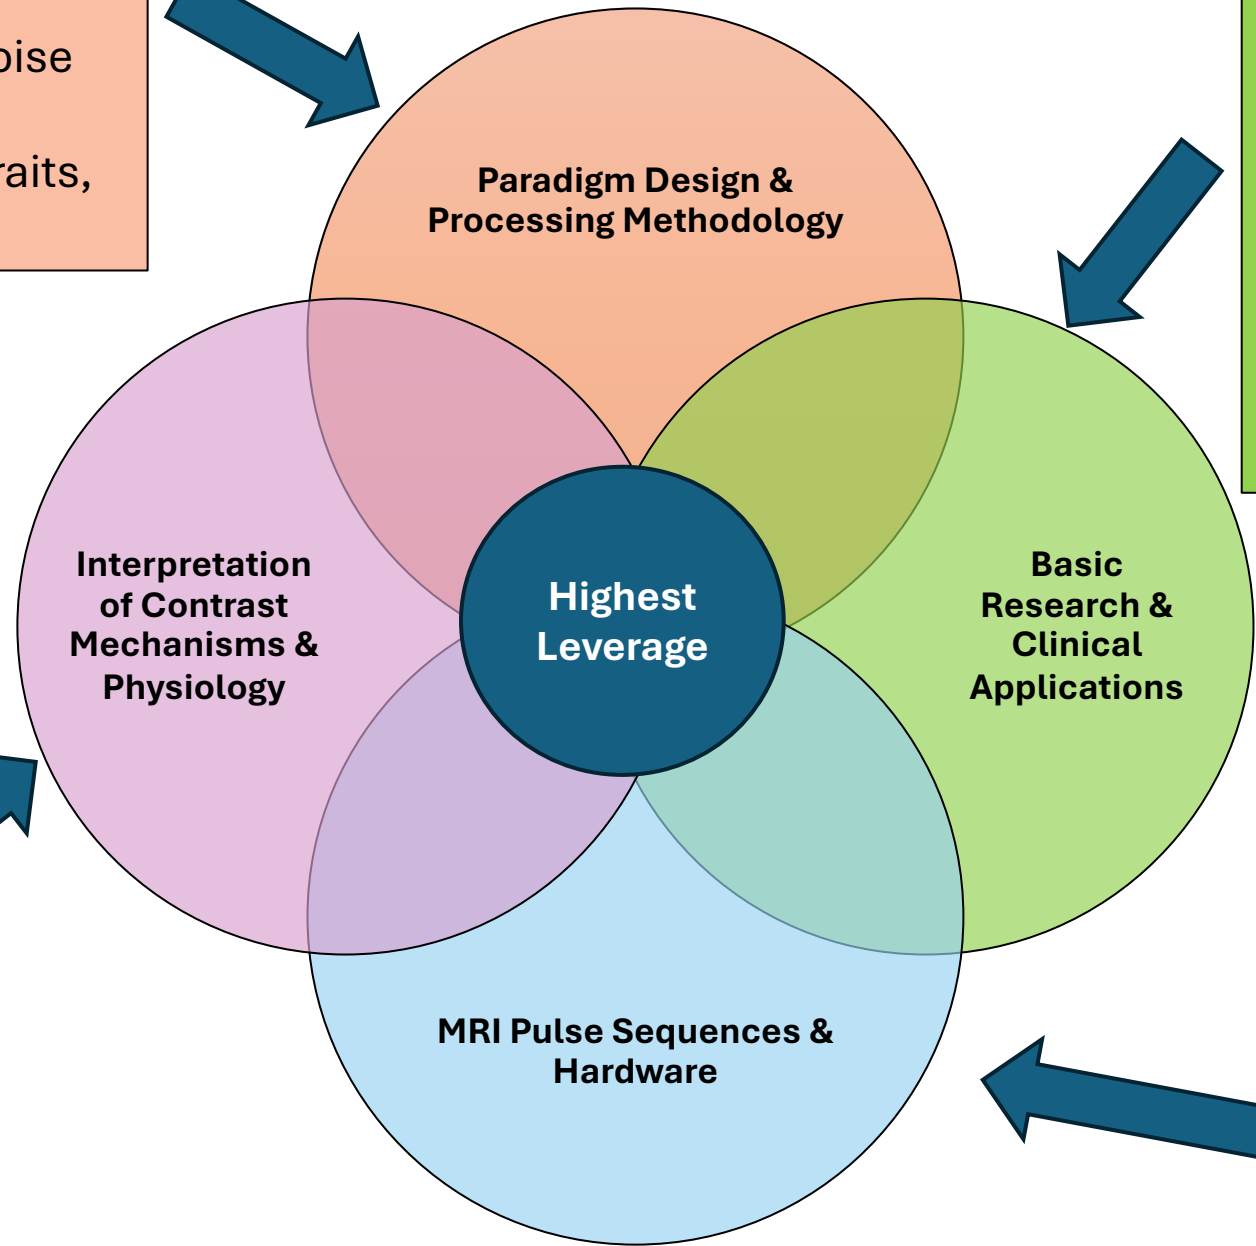 Paradigm Design &
Processing Methodology
Interpretation
of Contrast
Mechanisms &
Physiology
Highest
Leverage
Basic
Research &
Clinical
Applications
MRI Pulse Sequences &
Hardware